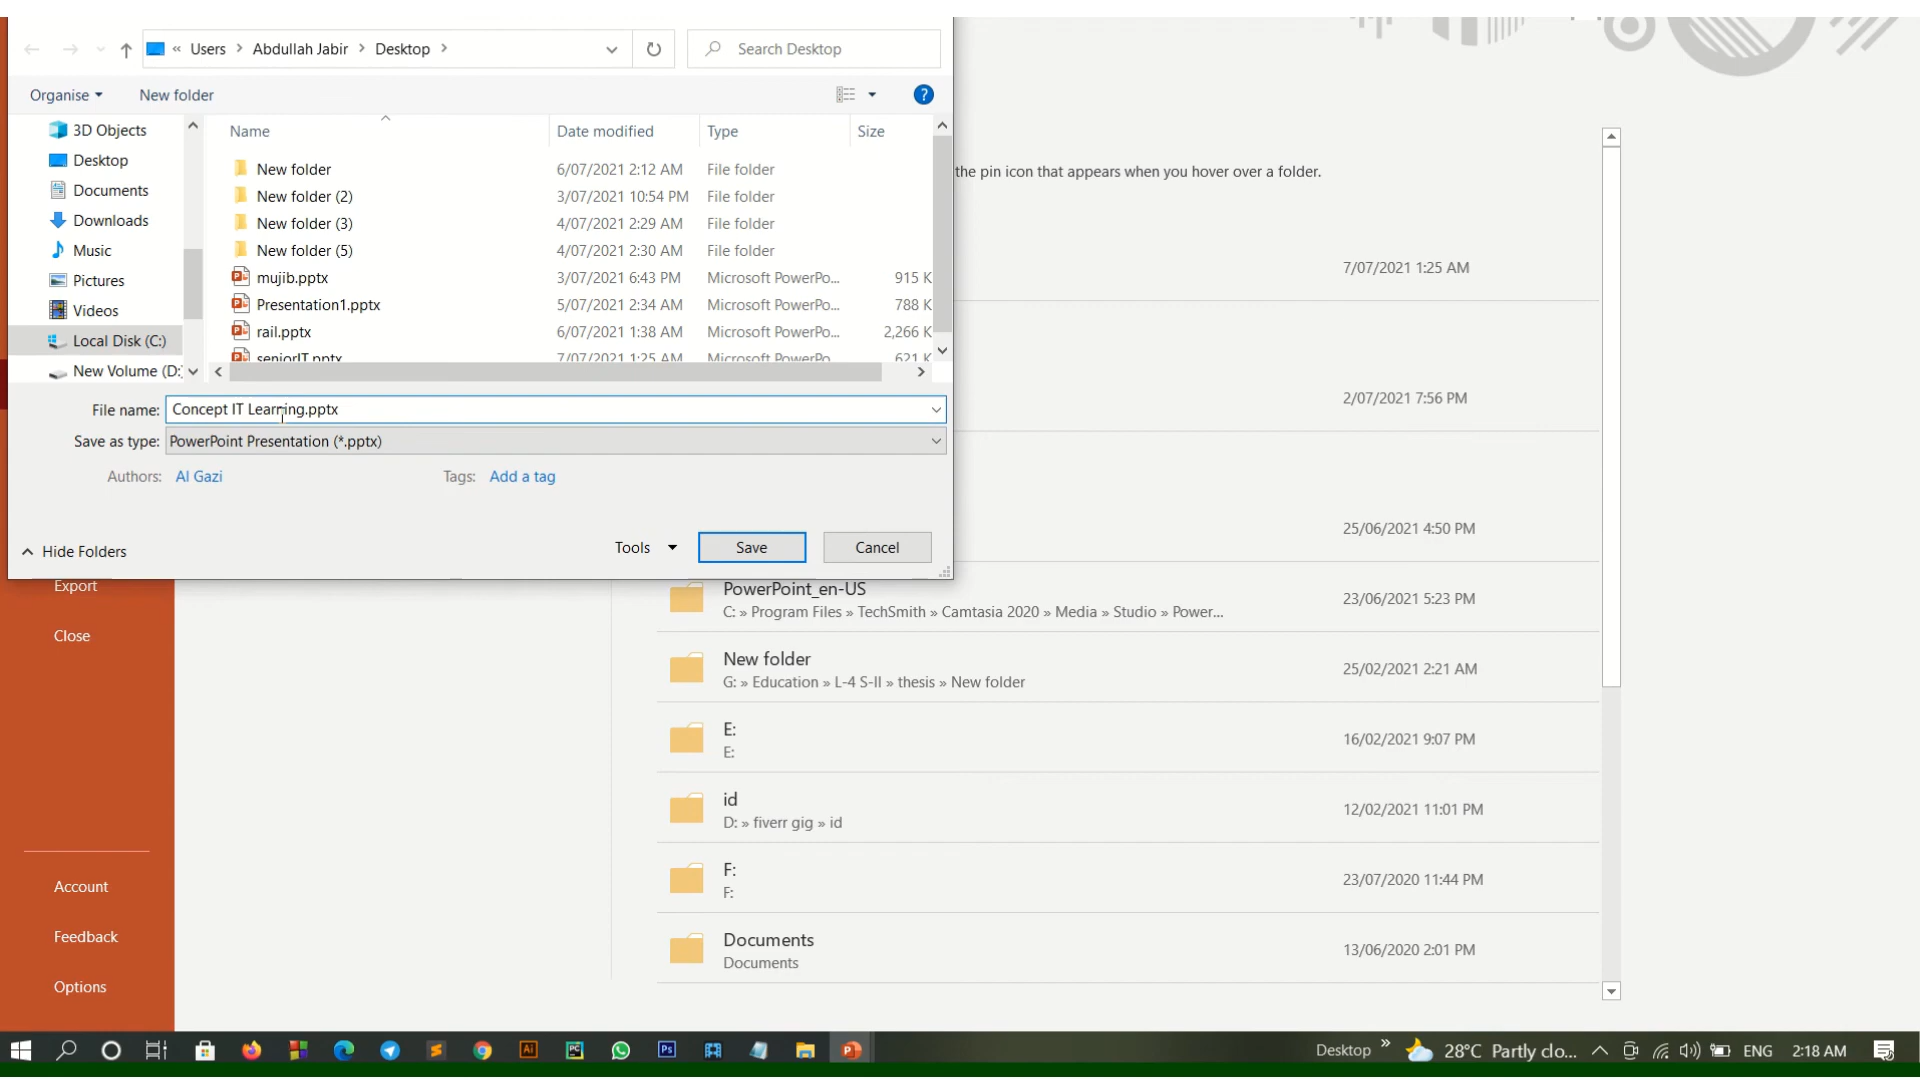 « Users > Abdullah Jabir > Desktop >
Search Desktop
Organise
New folder
?
3D Objects
Desktop
Documents
Downloads
Music
Pictures
Videos
Local Disk (C:)
New Volume (D:)
Name Date modified Type Size
New folder 6/07/2021 2:12 AM File folder
New folder (2) 3/07/2021 10:54 PM File folder
New folder (3) 4/07/2021 2:29 AM File folder
New folder (5) 4/07/2021 2:30 AM File folder
mujib.pptx 3/07/2021 6:43 PM Microsoft PowerPo... 915 K
Presentation1.pptx 5/07/2021 2:34 AM Microsoft PowerPo... 788 K
rail.pptx 6/07/2021 1:38 AM Microsoft PowerPo... 2,266 K
seniorIT.pptx 7/07/2021 1:25 AM Microsoft PowerPo... 621 K
File name: Concept IT Learning.pptx
Save as type: PowerPoint Presentation (*.pptx)
Authors: Al Gazi Tags: Add a tag
Hide Folders
Tools
Save
Cancel
the pin icon that appears when you hover over a folder.
7/07/2021 1:25 AM
2/07/2021 7:56 PM
25/06/2021 4:50 PM
PowerPoint_en-US
C: » Program Files » TechSmith » Camtasia 2020 » Media » Studio » Power...
23/06/2021 5:23 PM
New folder
G: » Education » L-4 S-II » thesis » New folder
25/02/2021 2:21 AM
E:
E:
16/02/2021 9:07 PM
id
D: » fiverr gig » id
12/02/2021 11:01 PM
F:
F:
23/07/2020 11:44 PM
Documents
Documents
13/06/2020 2:01 PM
Export
Close
Account
Feedback
Options
Desktop » 28°C Partly clo... ENG 2:18 AM